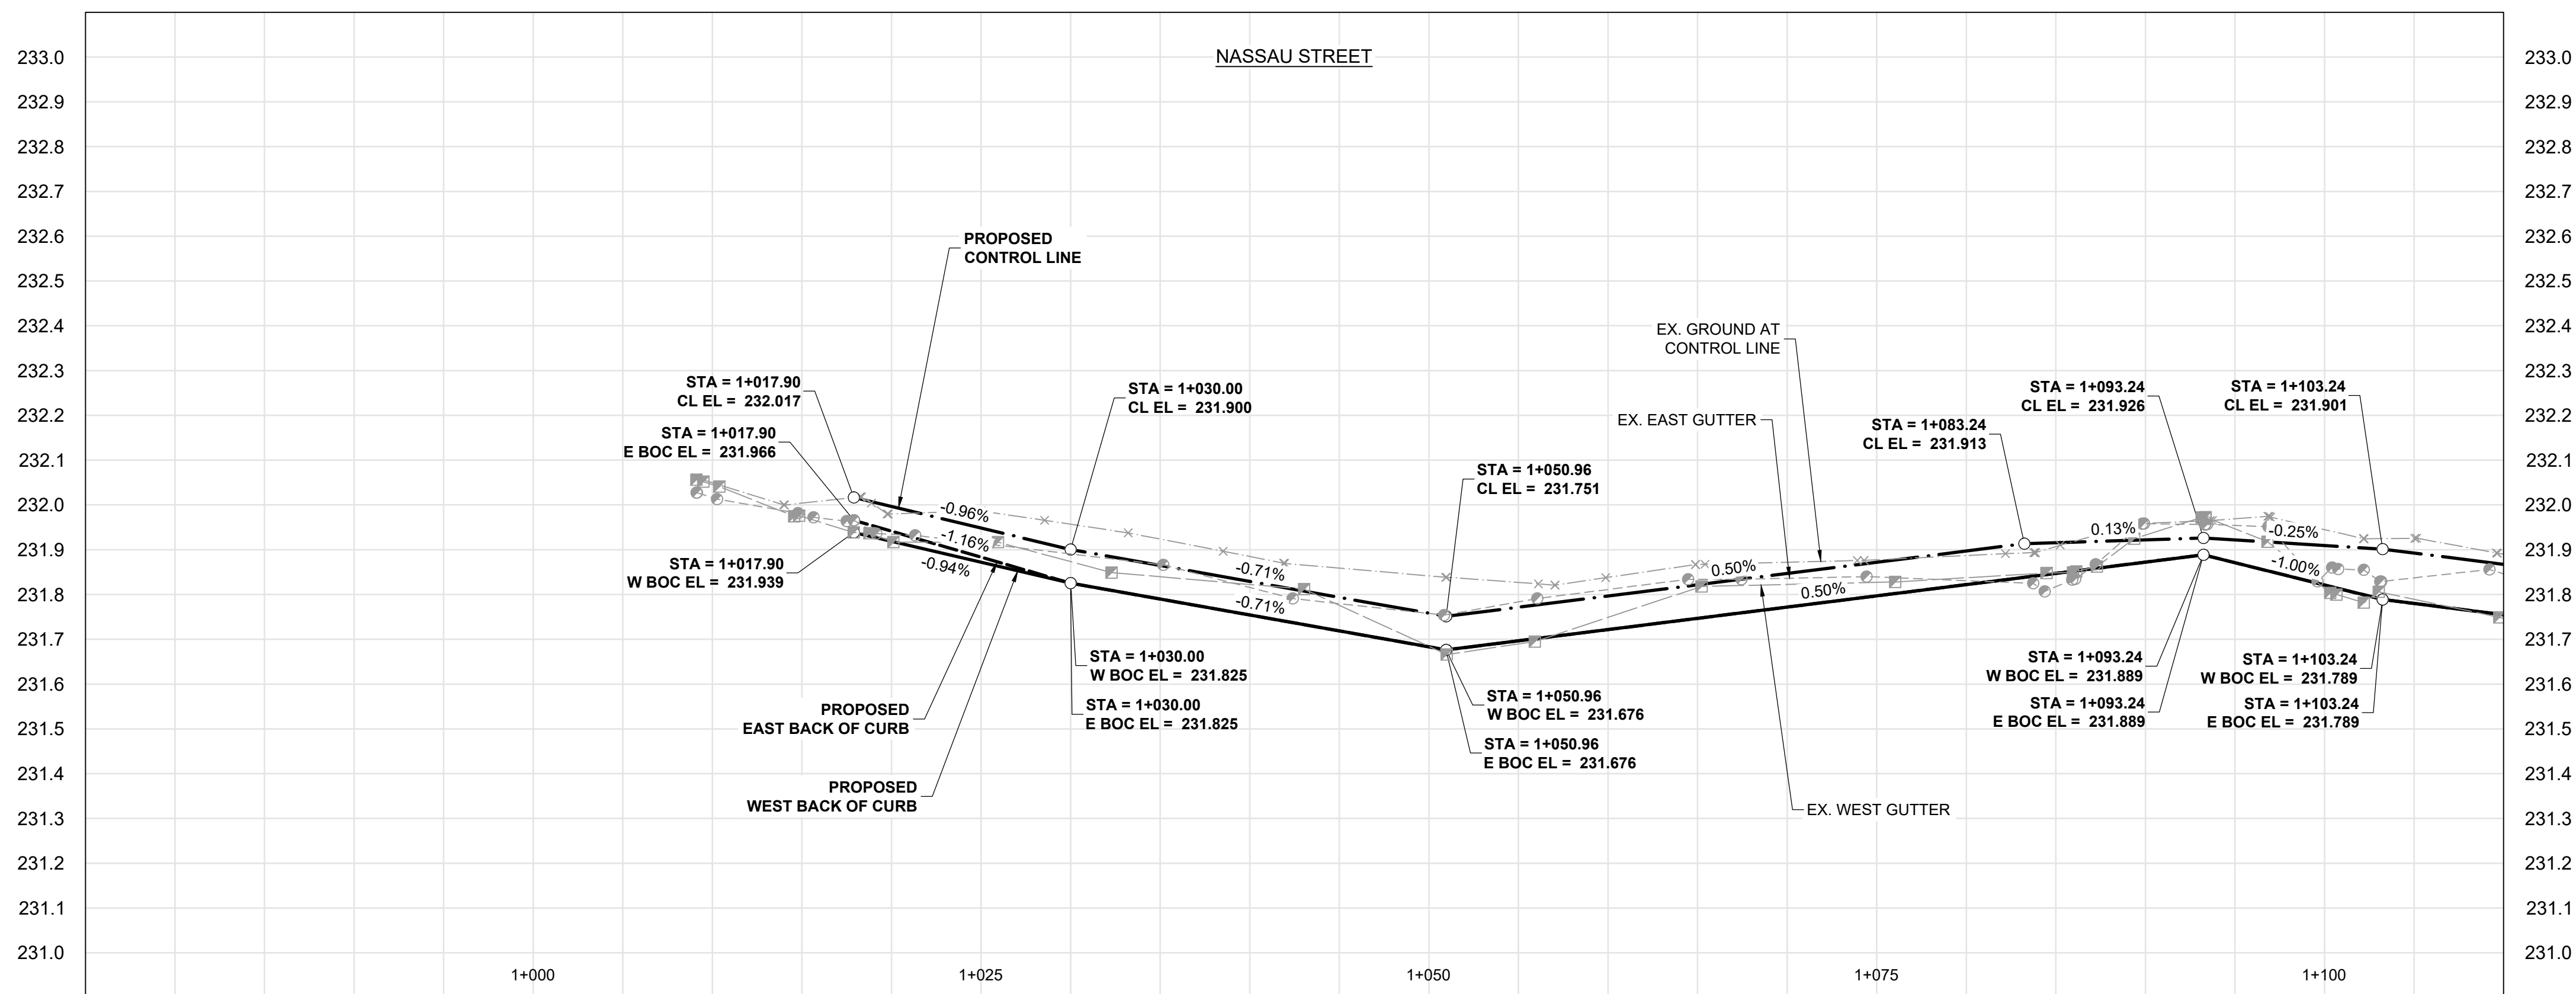 NASSAU STREET
233.0
233.0
232.9
232.9
232.8
232.8
232.7
232.7
232.6
232.6
232.5
232.5
232.4
232.4
232.3
232.3
232.2
232.2
232.1
232.1
232.0
232.0
231.9
231.9
231.8
231.8
231.7
231.7
231.6
231.6
231.5
231.5
231.4
231.4
231.3
231.3
231.2
231.2
231.1
231.1
231.0
231.0
PROPOSED
CONTROL LINE
EX. GROUND AT
CONTROL LINE
STA = 1+017.90
CL EL = 232.017
STA = 1+030.00
CL EL = 231.900
STA = 1+093.24
CL EL = 231.926
STA = 1+103.24
CL EL = 231.901
EX. EAST GUTTER
STA = 1+083.24
CL EL = 231.913
STA = 1+017.90
E BOC EL = 231.966
STA = 1+050.96
CL EL = 231.751
-0.96%
-1.16%
-0.94%
-0.71%
-0.71%
0.50%
0.50%
0.13%
-0.25%
-1.00%
STA = 1+017.90
W BOC EL = 231.939
STA = 1+030.00
W BOC EL = 231.825
STA = 1+030.00
E BOC EL = 231.825
STA = 1+050.96
W BOC EL = 231.676
STA = 1+050.96
E BOC EL = 231.676
STA = 1+093.24
W BOC EL = 231.889
STA = 1+093.24
E BOC EL = 231.889
STA = 1+103.24
W BOC EL = 231.789
STA = 1+103.24
E BOC EL = 231.789
PROPOSED
EAST BACK OF CURB
PROPOSED
WEST BACK OF CURB
EX. WEST GUTTER
1+000
1+025
1+050
1+075
1+100